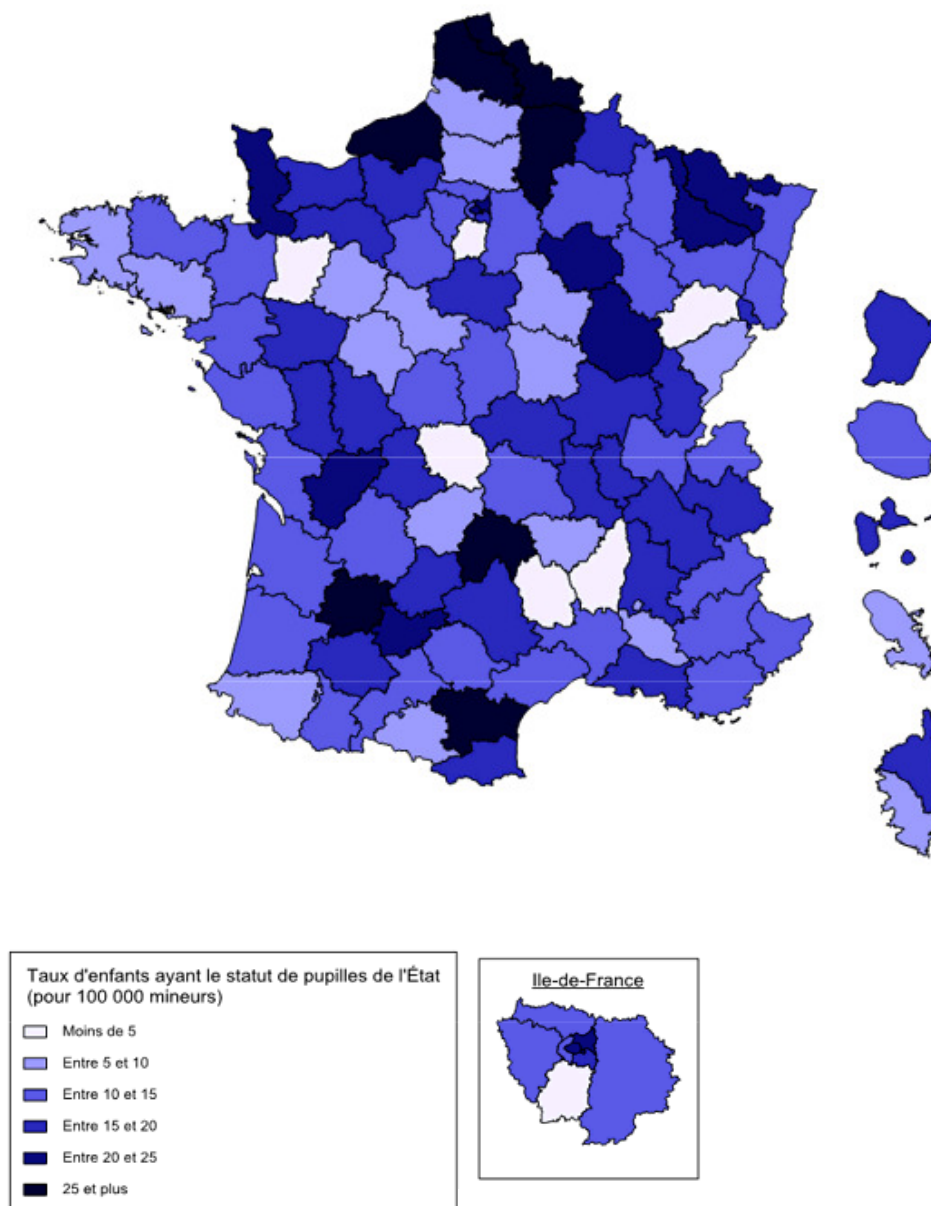 Taux d'enfants ayant le statut de pupilles de l'État
(pour 100 000 mineurs)
Moins de 5
Entre 5 et 10
Entre 10 et 15
Entre 15 et 20
Entre 20 et 25
25 et plus
Ile-de-France